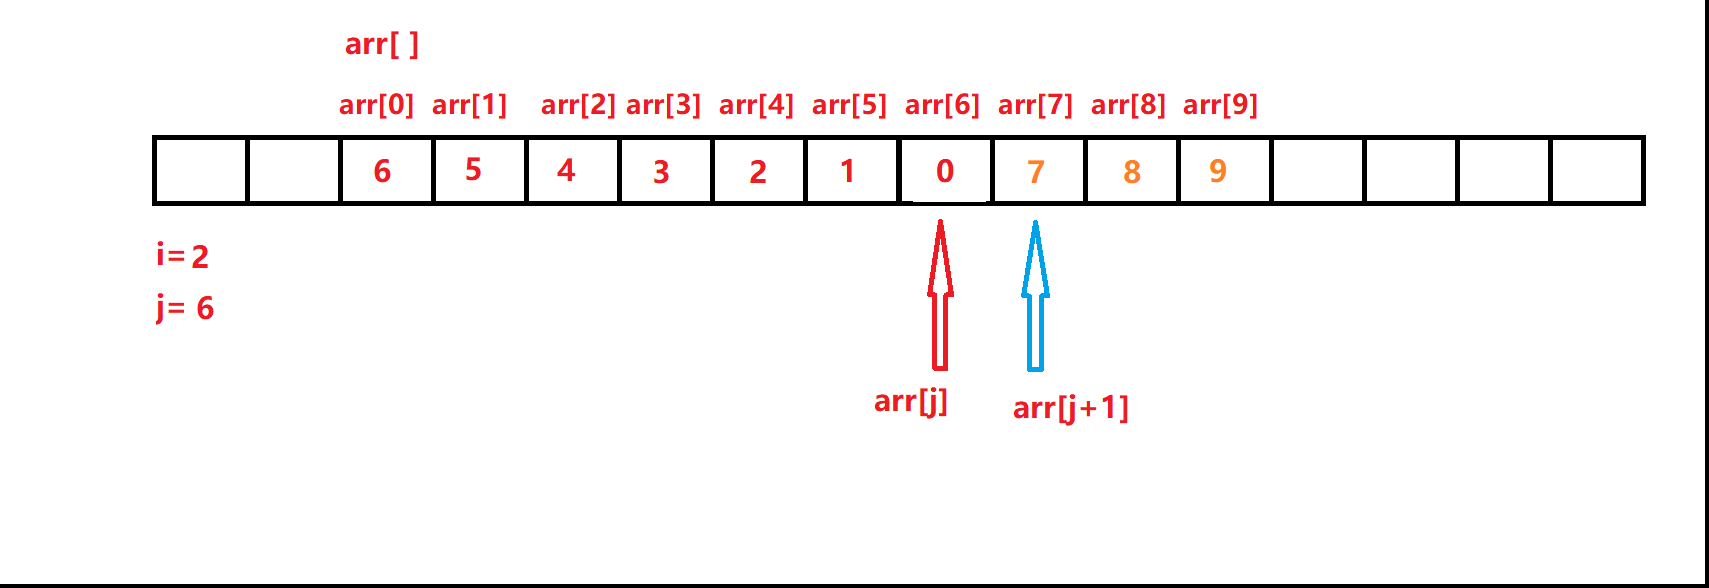 arr[ ]
arr[0] arr[1] arr[2] arr[3] arr[4] arr[5] arr[6] arr[7] arr[8] arr[9]
6 5 4 3 2 1 0 7 8 9
i=2
j= 6
arr[j] arr[j+1]